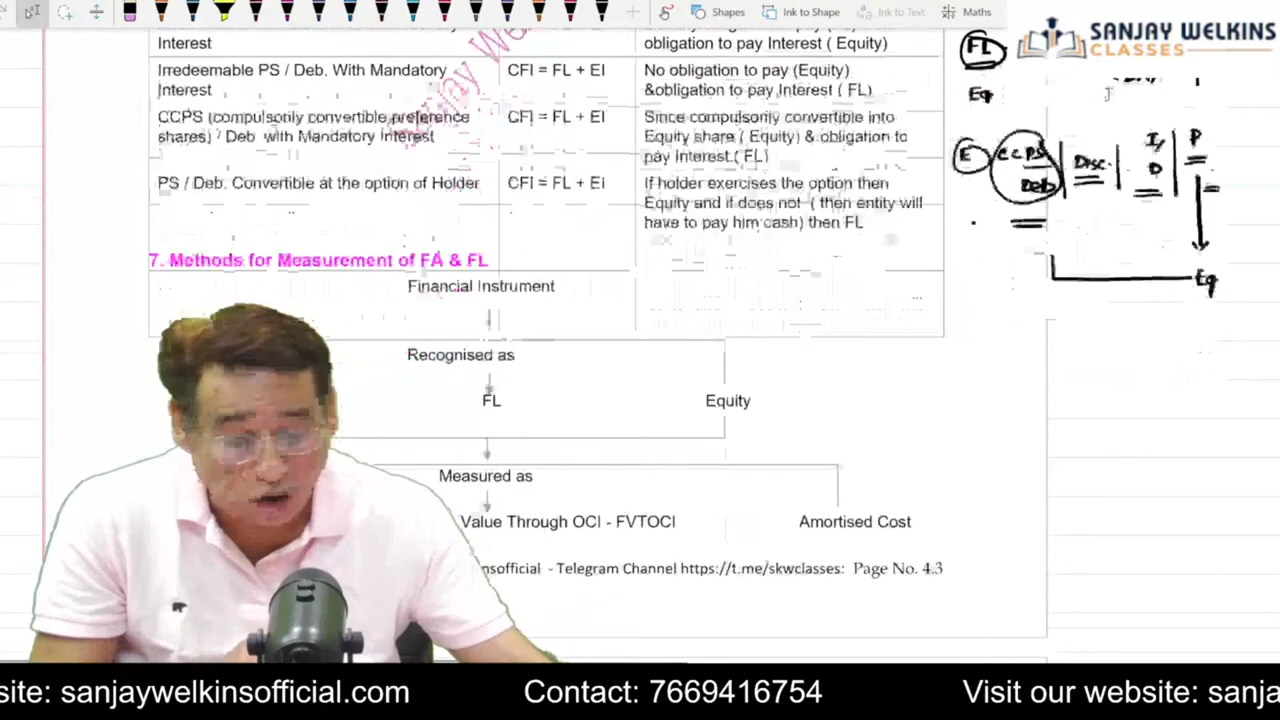 Shapes
Ink to Shape
Ink to Text
Maths
SANJAY WELKINS
CLASSES
Interest
obligation to pay Interest ( Equity)
Irredeemable PS / Deb. With Mandatory
Interest
CFI = FL + EI
No obligation to pay (Equity)
&obligation to pay Interest ( FL)
CCPS (compulsorily convertible preference
shares) / Deb with Mandatory Interest
CFI = FL + EI
Since compulsorily convertible into
Equity share ( Equity) & obligation to
pay Interest ( FL)
PS / Deb. Convertible at the option of Holder
CFI = FL + EI
If holder exercises the option then
Equity and if does not ( then entity will
have to pay him cash) then FL
FL
Eq
E
CCPS
Deb
Disc.
I/
D
P
Eq
7. Methods for Measurement of FA & FL
Financial Instrument
Recognised as
FL
Equity
Measured as
Value Through OCI - FVTOCI
Amortised Cost
nsofficial - Telegram Channel https://t.me/skwclasses: Page No. 4.3
site: sanjaywelkinsofficial.com
Contact: 7669416754
Visit our website: sanja